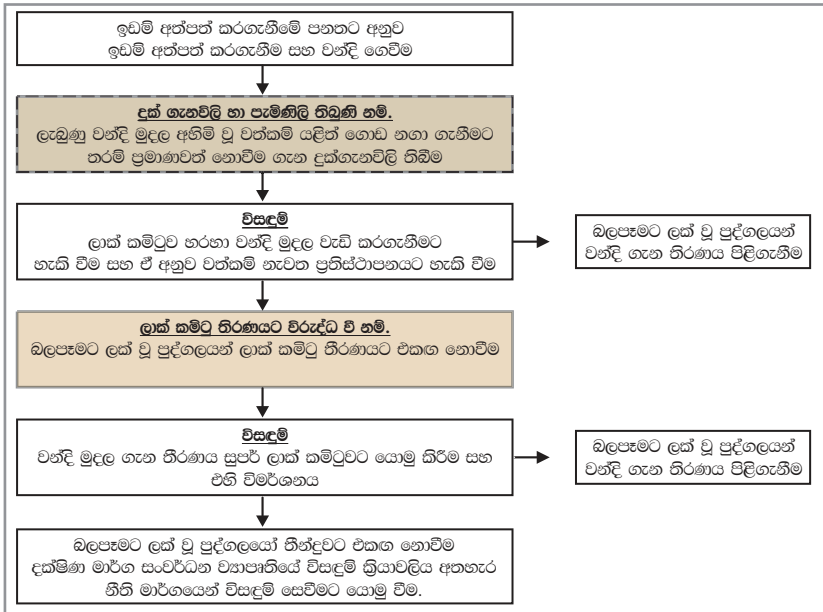 ඉඩම් අත්පත් කරගැනීමේ පනතට අනුව
ඉඩම් අත්පත් කරගැනීම සහ වන්දි ගෙවීම
දුක් ගැනවිලි හා පැමිණිලි තිබුණි නම්.
ලැබුණු වන්දි මුදල අහිමි වූ වත්කම් යළිත් ගොඩ නගා ගැනීමට
තරම් ප්‍රමාණවත් නොවීම ගැන දුක්ගැනවිලි තිබීම
විසඳුම්
ලාක් කමිටුව හරහා වන්දි මුදල වැඩි කරගැනීමට
හැකි වීම සහ ඒ අනුව වත්කම් නැවත ප්‍රතිස්ථාපනයට හැකි වීම
බලපෑමට ලක් වූ පුද්ගලයන්
වන්දි ගැන තිරණය පිළිගැනීම
ලාක් කමිටු තිරණයට විරුද්ධ වී නම්.
බලපෑමට ලක් වූ පුද්ගලයන් ලාක් කමිටු තීරණයට එකඟ නොවීම
විසඳුම්
වන්දි මුදල ගැන තීරණය සුපර් ලාක් කමිටුවට යොමු කිරීම සහ
එහි විමර්ශනය
බලපෑමට ලක් වූ පුද්ගලයන්
වන්දි ගැන තිරණය පිළිගැනීම
බලපෑමට ලක් වූ පුද්ගලයෝ තීන්දුවට එකඟ නොවීම
දක්ෂිණ මාර්ග සංවර්ධන ව්‍යාපෘතියේ විසඳුම් ක්‍රියාවලිය අතහැර
නීති මාර්ගයෙන් විසඳුම් සෙවීමට යොමු වීම.